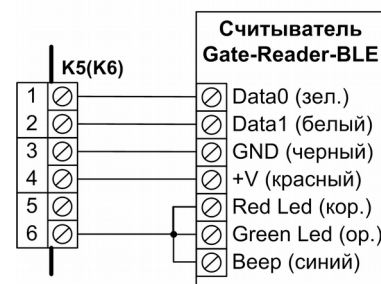 Считыватель
Gate-Reader-BLE
K5(K6)
1 Data0 (зел.)
2 Data1 (белый)
3 GND (черный)
4 +V (красный)
5 Red Led (кор.)
6 Green Led (ор.)
Beep (синий)